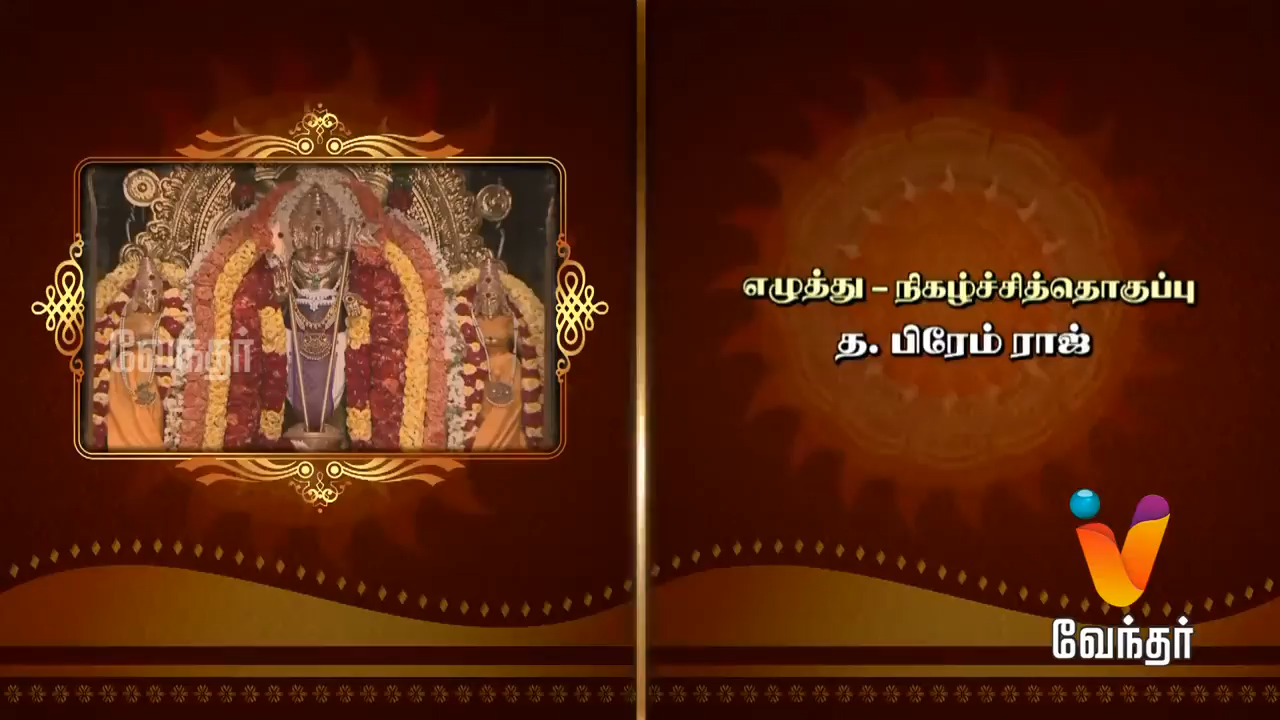 வேந்தர்
எழுத்து – நிகழ்ச்சித்தொகுப்பு
த. பிரேம் ராஜ்
வேந்தர்